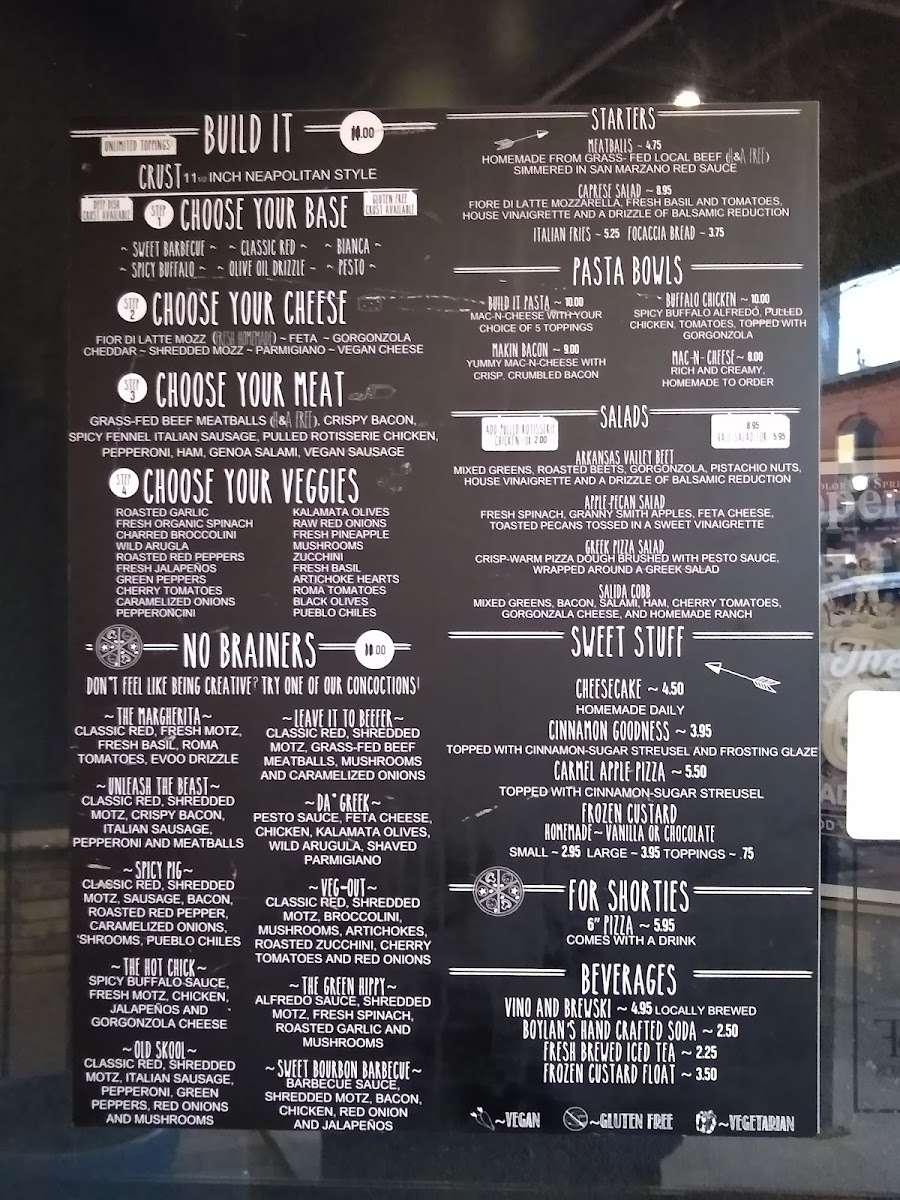 BUILD IT
UNLIMITED TOPPINGS!
CRUST 11 1/2 INCH NEAPOLITAN STYLE
DEEP DISH
CRUST AVAILABLE
GLUTEN FREE
CRUST AVAILABLE
STEP 1 CHOOSE YOUR BASE
~ SWEET BARBECUE ~ ~ CLASSIC RED ~ ~ BIANCA ~
~ SPICY BUFFALO ~ ~ OLIVE OIL DRIZZLE ~ ~ PESTO ~
STEP 2 CHOOSE YOUR CHEESE
FIOR DI LATTE MOZZ (FRESH HOMEMADE) ~ FETA ~ GORGONZOLA
CHEDDAR ~ SHREDDED MOZZ ~ PARMIGIANO ~ VEGAN CHEESE
STEP 3 CHOOSE YOUR MEAT
GRASS-FED BEEF MEATBALLS (H&A FREE), CRISPY BACON,
SPICY FENNEL ITALIAN SAUSAGE, PULLED ROTISSERIE CHICKEN,
PEPPERONI, HAM, GENOA SALAMI, VEGAN SAUSAGE
STEP 4 CHOOSE YOUR VEGGIES
ROASTED GARLIC
FRESH ORGANIC SPINACH
CHARRED BROCCOLINI
WILD ARUGLA
ROASTED RED PEPPERS
FRESH JALAPEÑOS
GREEN PEPPERS
CHERRY TOMATOES
CARAMELIZED ONIONS
PEPPERONCINI
KALAMATA OLIVES
RAW RED ONIONS
FRESH PINEAPPLE
MUSHROOMS
ZUCCHINI
FRESH BASIL
ARTICHOKE HEARTS
ROMA TOMATOES
BLACK OLIVES
PUEBLO CHILES
NO BRAINERS
DON'T FEEL LIKE BEING CREATIVE? TRY ONE OF OUR CONCOCTIONS!
~THE MARGHERITA~
CLASSIC RED, FRESH MOTZ,
FRESH BASIL, ROMA
TOMATOES, EVOO DRIZZLE
~UNLEASH THE BEAST~
CLASSIC RED, SHREDDED
MOTZ, CRISPY BACON,
ITALIAN SAUSAGE,
PEPPERONI AND MEATBALLS
~SPICY PIG~
CLASSIC RED, SHREDDED
MOTZ, SAUSAGE, BACON,
ROASTED RED PEPPER,
CARAMELIZED ONIONS,
'SHROOMS, PUEBLO CHILES
~THE HOT CHICK~
SPICY BUFFALO SAUCE,
FRESH MOTZ, CHICKEN,
JALAPEÑOS AND
GORGONZOLA CHEESE
~OLD SKOOL~
CLASSIC RED, SHREDDED
MOTZ, ITALIAN SAUSAGE,
PEPPERONI, GREEN
PEPPERS, RED ONIONS
AND MUSHROOMS
~LEAVE IT TO BEEFER~
CLASSIC RED, SHREDDED
MOTZ, GRASS-FED BEEF
MEATBALLS, MUSHROOMS
AND CARAMELIZED ONIONS
~DA' GREEK~
PESTO SAUCE, FETA CHEESE,
CHICKEN, KALAMATA OLIVES,
WILD ARUGULA, SHAVED
PARMIGIANO
~VEG-OUT~
CLASSIC RED, SHREDDED
MOTZ, BROCCOLINI,
MUSHROOMS, ARTICHOKES,
ROASTED ZUCCHINI, CHERRY
TOMATOES AND RED ONIONS
~THE GREEN HIPPY~
ALFREDO SAUCE, SHREDDED
MOTZ, FRESH SPINACH,
ROASTED GARLIC AND
MUSHROOMS
~SWEET BOURBON BARBECUE~
BARBECUE SAUCE,
SHREDDED MOTZ, BACON,
CHICKEN, RED ONION
AND JALAPEÑOS
STARTERS
MEATBALLS ~ 4.75
HOMEMADE FROM GRASS- FED LOCAL BEEF (H&A FREE)
SIMMERED IN SAN MARZANO RED SAUCE
CAPRESE SALAD ~ 8.95
FIORE DI LATTE MOZZARELLA, FRESH BASIL AND TOMATOES,
HOUSE VINAIGRETTE AND A DRIZZLE OF BALSAMIC REDUCTION
ITALIAN FRIES ~ 5.25 FOCACCIA BREAD ~ 3.75
PASTA BOWLS
BUILD IT PASTA ~ 10.00
MAC-N-CHEESE WITH YOUR
CHOICE OF 5 TOPPINGS
MAKIN BACON ~ 9.00
YUMMY MAC-N-CHEESE WITH
CRISP, CRUMBLED BACON
BUFFALO CHICKEN ~ 10.00
SPICY BUFFALO ALFREDO, PULLED
CHICKEN, TOMATOES, TOPPED WITH
GORGONZOLA
MAC-N-CHEESE ~ 8.00
RICH AND CREAMY,
HOMEMADE TO ORDER
SALADS
ADD PULLED ROTISSERIE
CHICKEN FOR 2.00
8.95
HALF SALAD FOR 5.95
ARKANSAS VALLEY BEET
MIXED GREENS, ROASTED BEETS, GORGONZOLA, PISTACHIO NUTS,
HOUSE VINAIGRETTE AND A DRIZZLE OF BALSAMIC REDUCTION
APPLE-PECAN SALAD
FRESH SPINACH, GRANNY SMITH APPLES, FETA CHEESE,
TOASTED PECANS TOSSED IN A SWEET VINAIGRETTE
GREEK PIZZA SALAD
CRISP-WARM PIZZA DOUGH BRUSHED WITH PESTO SAUCE,
WRAPPED AROUND A GREEK SALAD
SALIDA COBB
MIXED GREENS, BACON, SALAMI, HAM, CHERRY TOMATOES,
GORGONZALA CHEESE, AND HOMEMADE RANCH
SWEET STUFF
CHEESECAKE ~ 4.50
HOMEMADE DAILY
CINNAMON GOODNESS ~ 3.95
TOPPED WITH CINNAMON-SUGAR STREUSEL AND FROSTING GLAZE
CARMEL APPLE PIZZA ~ 5.50
TOPPED WITH CINNAMON-SUGAR STREUSEL
FROZEN CUSTARD
HOMEMADE~ VANILLA OR CHOCOLATE
SMALL ~ 2.95 LARGE ~ 3.95 TOPPINGS ~ .75
FOR SHORTIES
6" PIZZA ~ 5.95
COMES WITH A DRINK
BEVERAGES
VINO AND BREWSKI ~ 4.95 LOCALLY BREWED
BOYLAN'S HAND CRAFTED SODA ~ 2.50
FRESH BREWED ICED TEA ~ 2.25
FROZEN CUSTARD FLOAT ~ 3.50
~VEGAN ~GLUTEN FREE ~VEGETARIAN
The